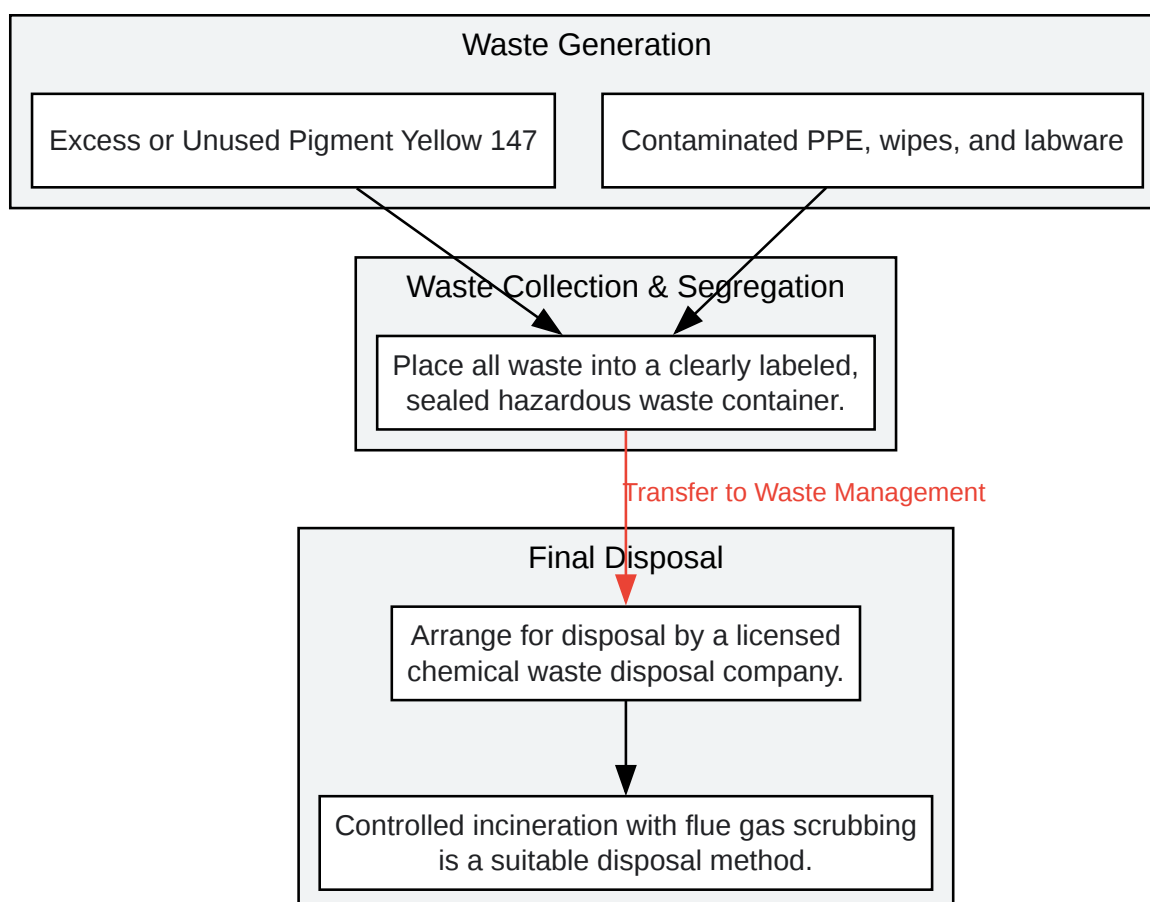 Waste Generation
Excess or Unused Pigment Yellow 147
Contaminated PPE, wipes, and labware
Waste Collection & Segregation
Place all waste into a clearly labeled,
sealed hazardous waste container.
Transfer to Waste Management
Final Disposal
Arrange for disposal by a licensed
chemical waste disposal company.
Controlled incineration with flue gas scrubbing
is a suitable disposal method.